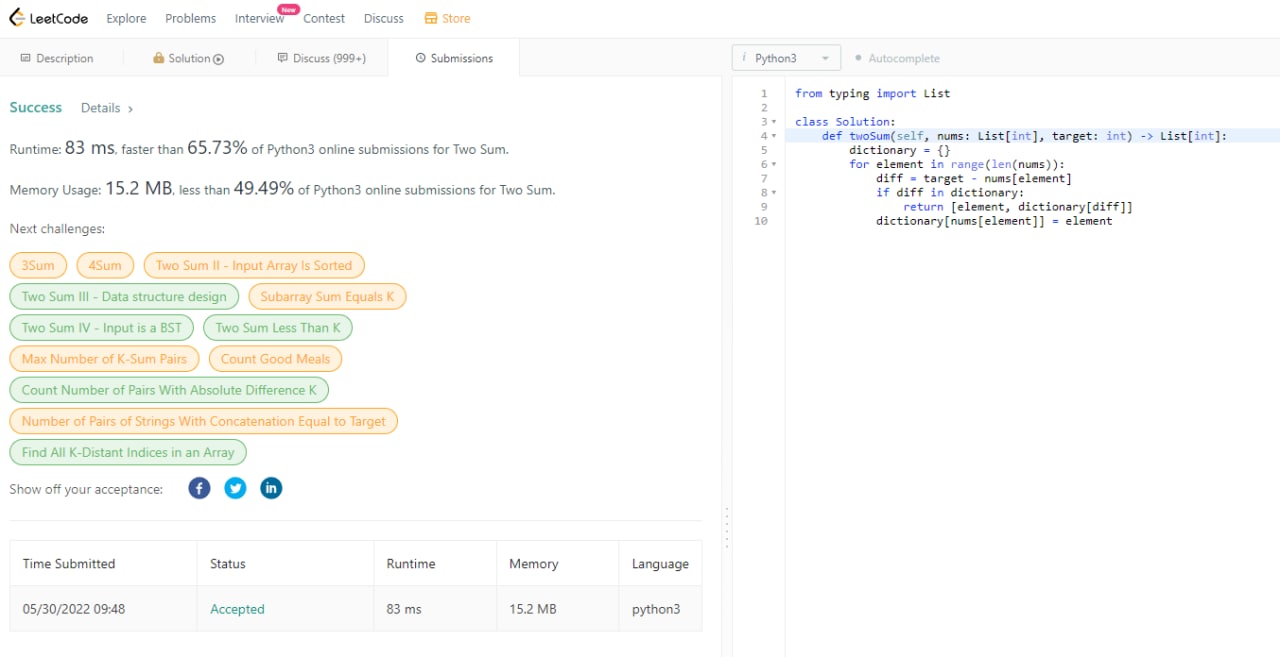 LeetCode Explore Problems Interview New Contest Discuss Store
Description Solution Discuss (999+) Submissions
i Python3 Autocomplete
Success Details
Runtime: 83 ms, faster than 65.73% of Python3 online submissions for Two Sum.
Memory Usage: 15.2 MB, less than 49.49% of Python3 online submissions for Two Sum.
Next challenges:
3Sum 4Sum Two Sum II - Input Array Is Sorted
Two Sum III - Data structure design Subarray Sum Equals K
Two Sum IV - Input is a BST Two Sum Less Than K
Max Number of K-Sum Pairs Count Good Meals
Count Number of Pairs With Absolute Difference K
Number of Pairs of Strings With Concatenation Equal to Target
Find All K-Distant Indices in an Array
Show off your acceptance: f in
Time Submitted Status Runtime Memory Language
05/30/2022 09:48 Accepted 83 ms 15.2 MB python3
1 from typing import List
2
3 class Solution:
4     def twoSum(self, nums: List[int], target: int) -> List[int]:
5         dictionary = {}
6         for element in range(len(nums)):
7             diff = target - nums[element]
8             if diff in dictionary:
9                 return [element, dictionary[diff]]
10             dictionary[nums[element]] = element